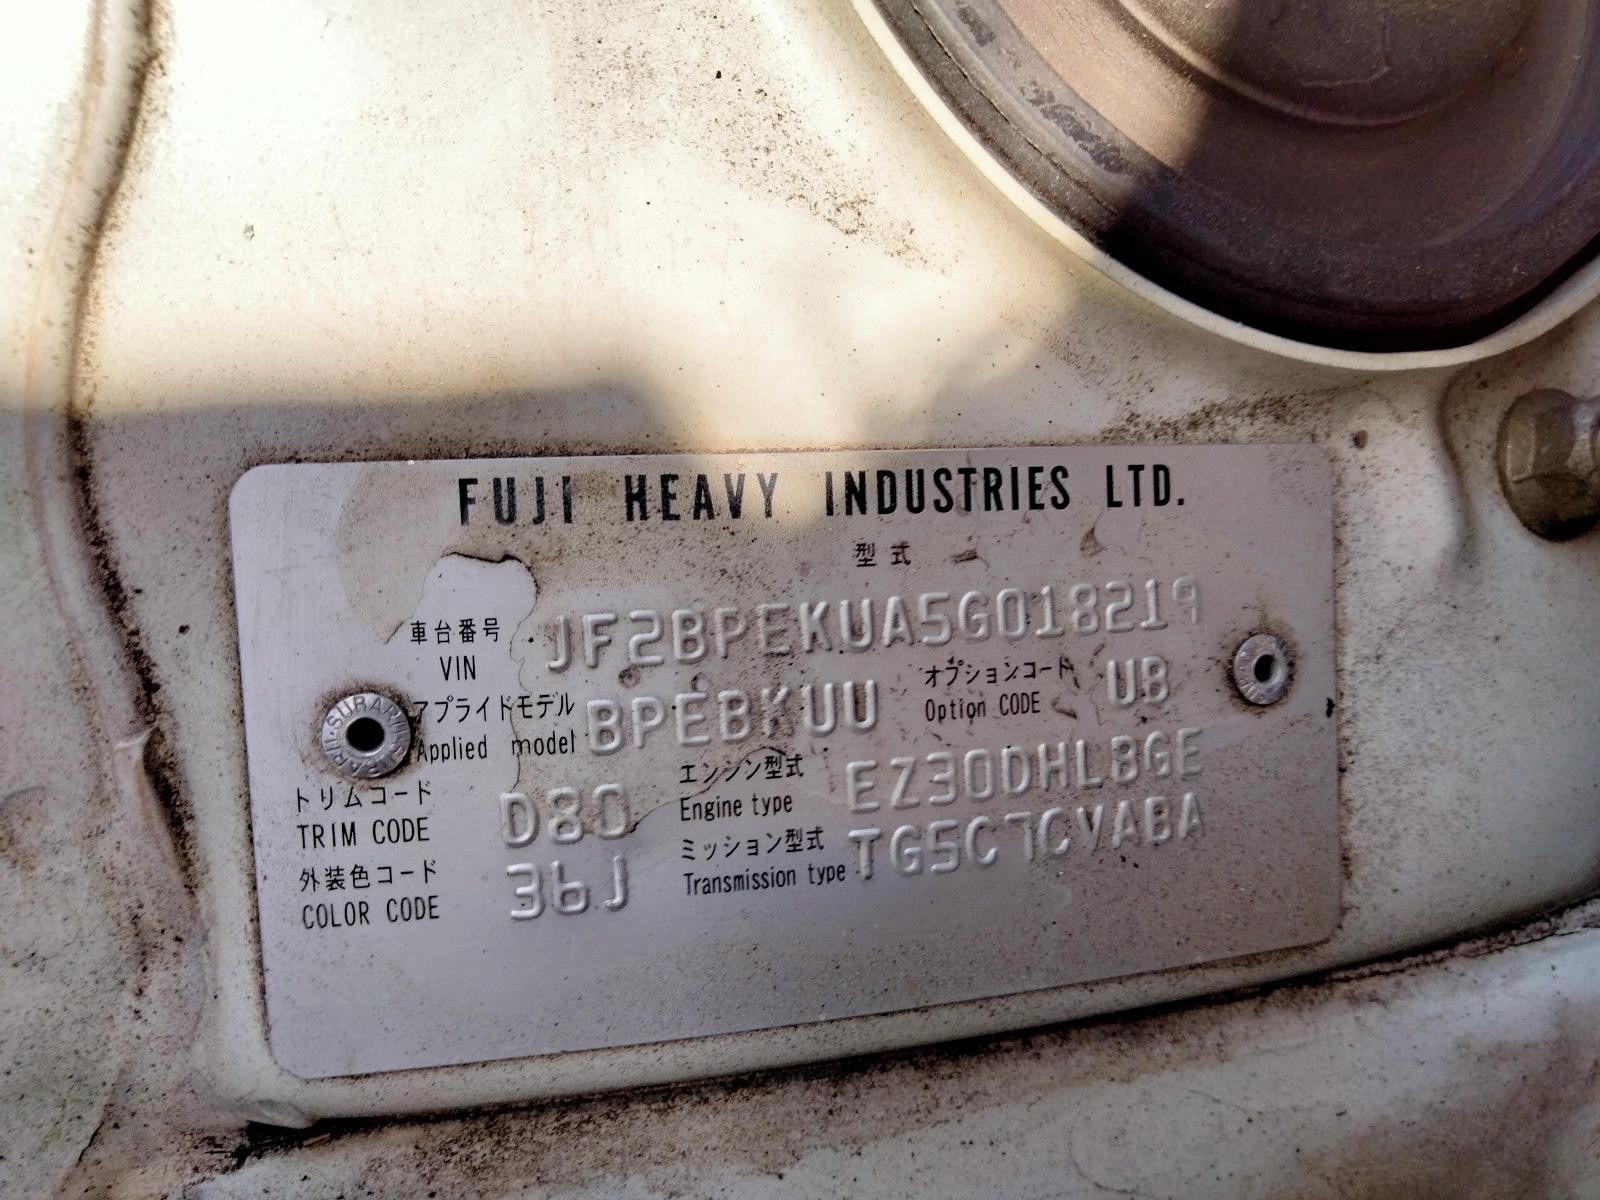 FUJI HEAVY INDUSTRIES LTD.
型式
車台番号
VIN
JF2BPEKUA5G018219
アプライドモデル
Applied model
BPEBKUU
オプションコード
Option CODE
UB
トリムコード
TRIM CODE
D80
エンジン型式
Engine type
EZ30DHLBGE
外装色コード
COLOR CODE
36J
ミッション型式
Transmission type
TG5C7CVABA